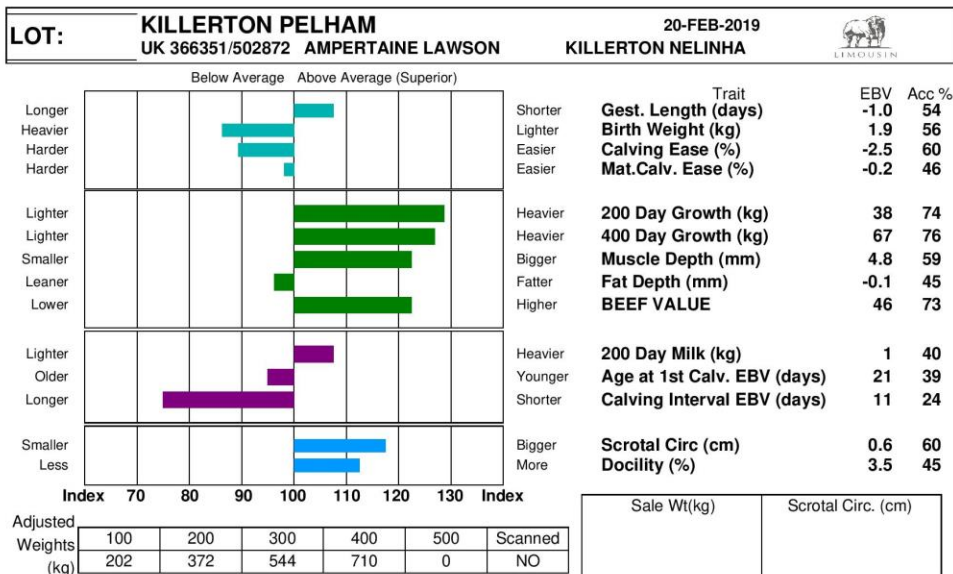 LOT:
KILLERTON PELHAM
20-FEB-2019
UK 366351/502872 AMPERTAINE LAWSON KILLERTON NELINHA
LIMOUSIN
Below Average Above Average (Superior)
Trait EBV Acc %
Longer Shorter Gest. Length (days) -1.0 54
Heavier Lighter Birth Weight (kg) 1.9 56
Harder Easier Calving Ease (%) -2.5 60
Harder Easier Mat.Calv. Ease (%) -0.2 46
Lighter Heavier 200 Day Growth (kg) 38 74
Lighter Heavier 400 Day Growth (kg) 67 76
Smaller Bigger Muscle Depth (mm) 4.8 59
Leaner Fatter Fat Depth (mm) -0.1 45
Lower Higher BEEF VALUE 46 73
Lighter Heavier 200 Day Milk (kg) 1 40
Older Younger Age at 1st Calv. EBV (days) 21 39
Longer Shorter Calving Interval EBV (days) 11 24
Smaller Bigger Scrotal Circ (cm) 0.6 60
Less More Docility (%) 3.5 45
Index 70 80 90 100 110 120 130 Index
Sale Wt(kg) Scrotal Circ. (cm)
Adjusted
Weights
(kg)
100 200 300 400 500 Scanned
202 372 544 710 0 NO